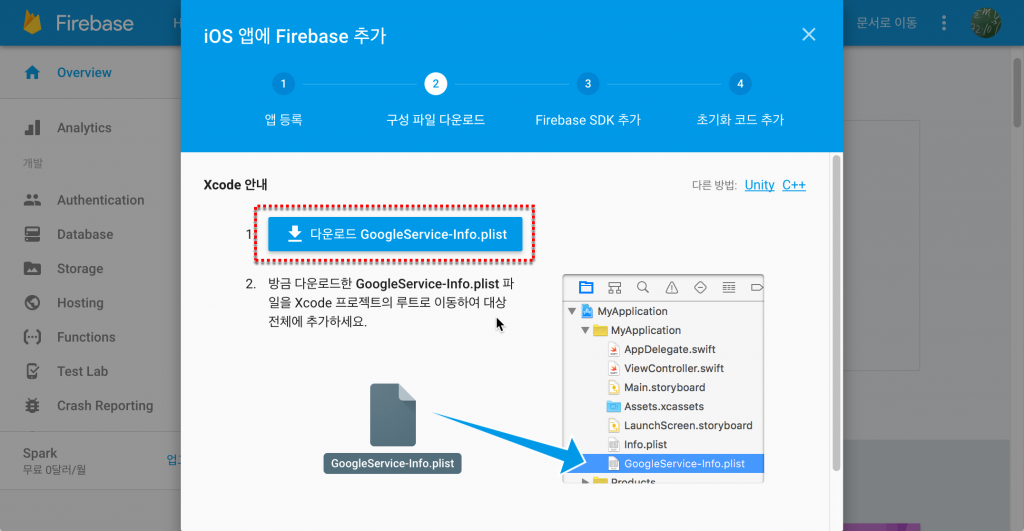 Firebase
iOS 앱에 Firebase 추가
문서로 이동
1
2
3
4
앱 등록
구성 파일 다운로드
Firebase SDK 추가
초기화 코드 추가
Overview
Analytics
개발
Authentication
Database
Storage
Hosting
Functions
Test Lab
Crash Reporting
Spark
무료 0달러/월
Xcode 안내
다른 방법: Unity C++
1
다운로드 GoogleService-Info.plist
2. 방금 다운로드한 GoogleService-Info.plist 파
일을 Xcode 프로젝트의 루트로 이동하여 대상
전체에 추가하세요.
GoogleService-Info.plist
MyApplication
MyApplication
AppDelegate.swift
ViewController.swift
Main.storyboard
Assets.xcassets
LaunchScreen.storyboard
Info.plist
GoogleService-Info.plist
Products